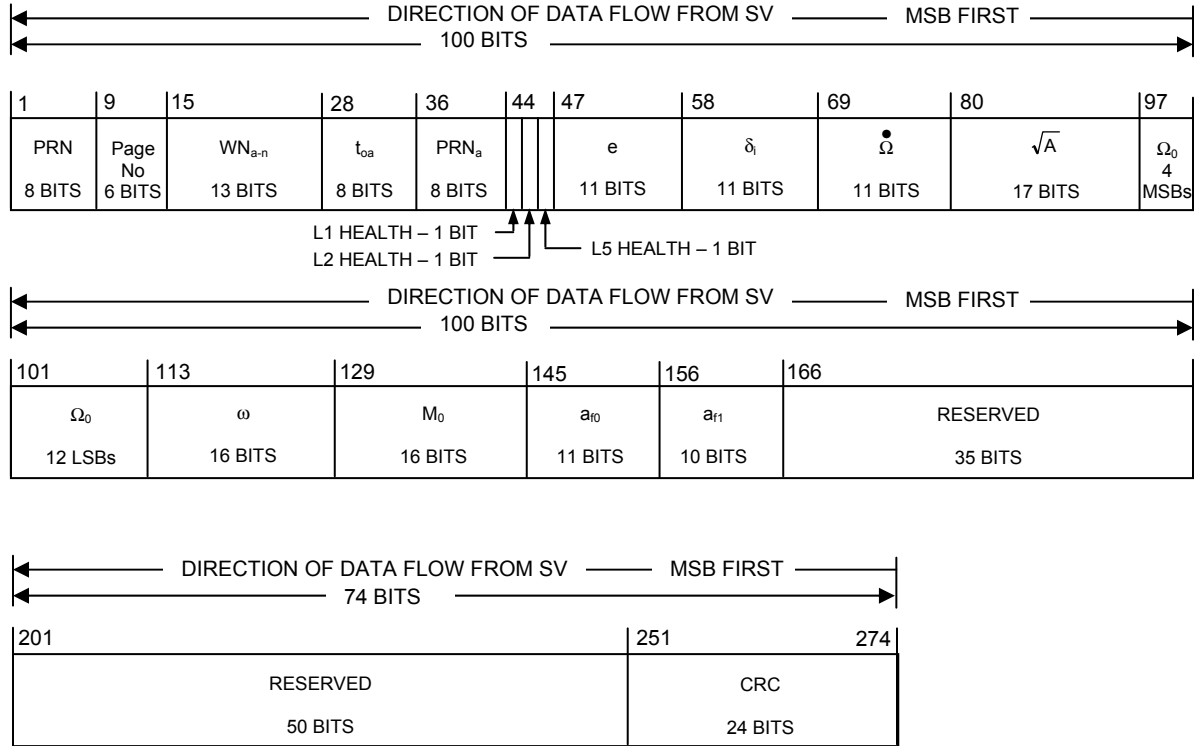 DIRECTION OF DATA FLOW FROM SV MSB FIRST
100 BITS
1 9 15 28 36 44 47 58 69 80 97
PRN Page No WNa-n toa PRNa e δi Ω̇ √A Ω0
8 BITS 6 BITS 13 BITS 8 BITS 8 BITS 11 BITS 11 BITS 11 BITS 17 BITS 4 MSBs
L1 HEALTH – 1 BIT
L2 HEALTH – 1 BIT
L5 HEALTH – 1 BIT
DIRECTION OF DATA FLOW FROM SV MSB FIRST
100 BITS
101 113 129 145 156 166
Ω0 ω M0 af0 af1 RESERVED
12 LSBs 16 BITS 16 BITS 11 BITS 10 BITS 35 BITS
DIRECTION OF DATA FLOW FROM SV MSB FIRST
74 BITS
201 251 274
RESERVED CRC
50 BITS 24 BITS